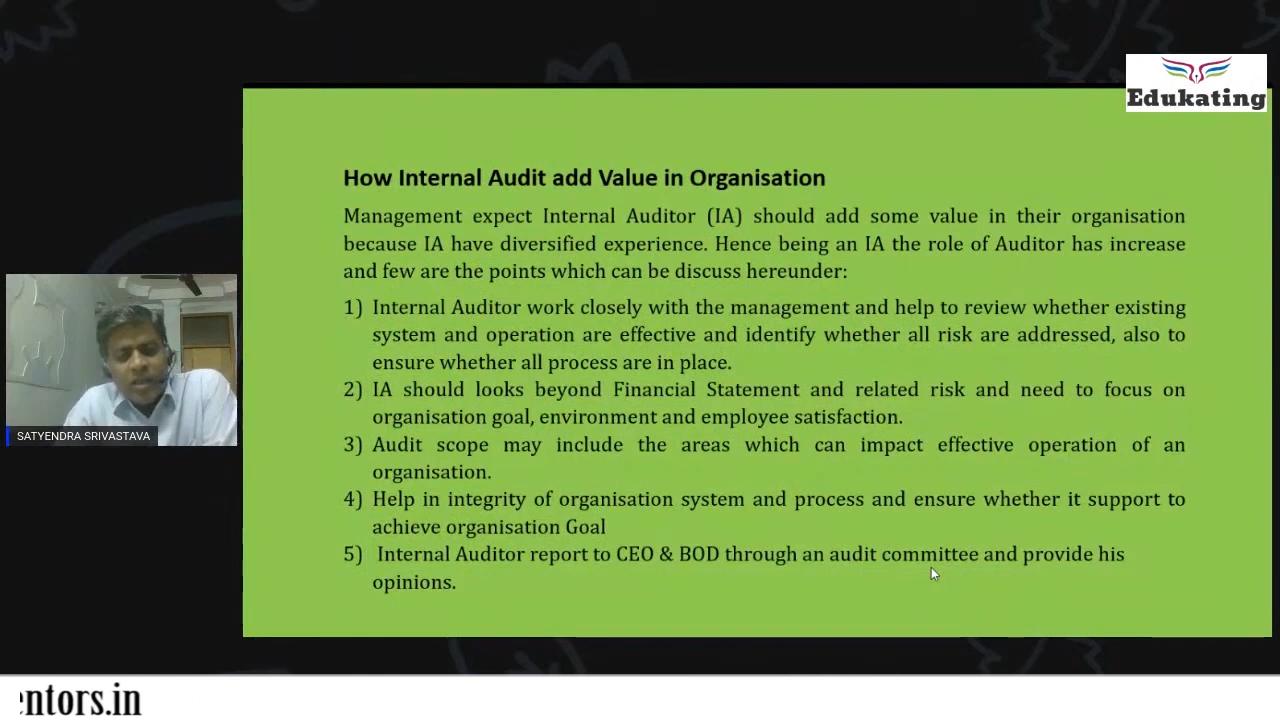 Edukating
How Internal Audit add Value in Organisation
Management expect Internal Auditor (IA) should add some value in their organisation
because IA have diversified experience. Hence being an IA the role of Auditor has increase
and few are the points which can be discuss hereunder:
1) Internal Auditor work closely with the management and help to review whether existing
system and operation are effective and identify whether all risk are addressed, also to
ensure whether all process are in place.
2) IA should looks beyond Financial Statement and related risk and need to focus on
organisation goal, environment and employee satisfaction.
3) Audit scope may include the areas which can impact effective operation of an
organisation.
4) Help in integrity of organisation system and process and ensure whether it support to
achieve organisation Goal
5) Internal Auditor report to CEO & BOD through an audit committee and provide his
opinions.
SATYENDRA SRIVASTAVA
ntors.in